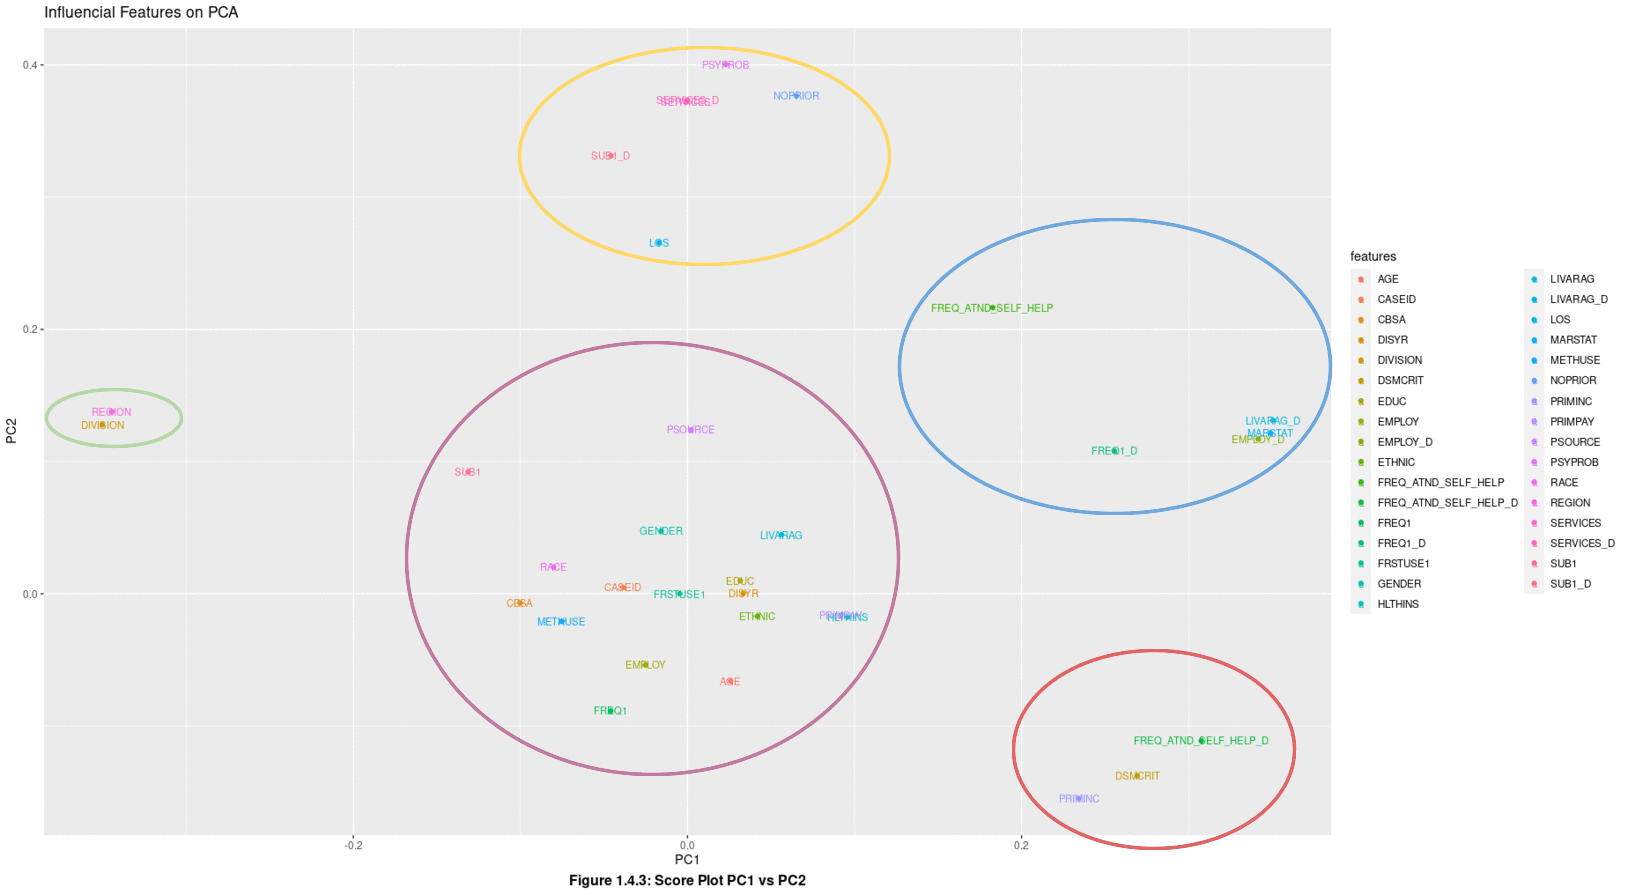 Influencial Features on PCA
PSYPROB
SERVICES_D
SERVICES
NOPRIOR
SUB1_D
LOS
FREQ_ATND_SELF_HELP
REGION
DIVISION
LIVARAG_D
MARSTAT
EMPLOY_D
FREQ1_D
PSOURCE
SUB1
GENDER
LIVARAG
RACE
CASEID
EDUC
FRSTUSE1
DISYR
CBSA
METHUSE
ETHNIC
PRIMPAY
HLTHINS
EMPLOY
AGE
FREQ1
FREQ_ATND_SELF_HELP_D
DSMCRIT
PRIMINC
0.4
0.2
0.0
PC2
-0.2
0.0
0.2
PC1
features
AGE
CASEID
CBSA
DISYR
DIVISION
DSMCRIT
EDUC
EMPLOY
EMPLOY_D
ETHNIC
FREQ_ATND_SELF_HELP
FREQ_ATND_SELF_HELP_D
FREQ1
FREQ1_D
FRSTUSE1
GENDER
HLTHINS
LIVARAG
LIVARAG_D
LOS
MARSTAT
METHUSE
NOPRIOR
PRIMINC
PRIMPAY
PSOURCE
PSYPROB
RACE
REGION
SERVICES
SERVICES_D
SUB1
SUB1_D
Figure 1.4.3: Score Plot PC1 vs PC2